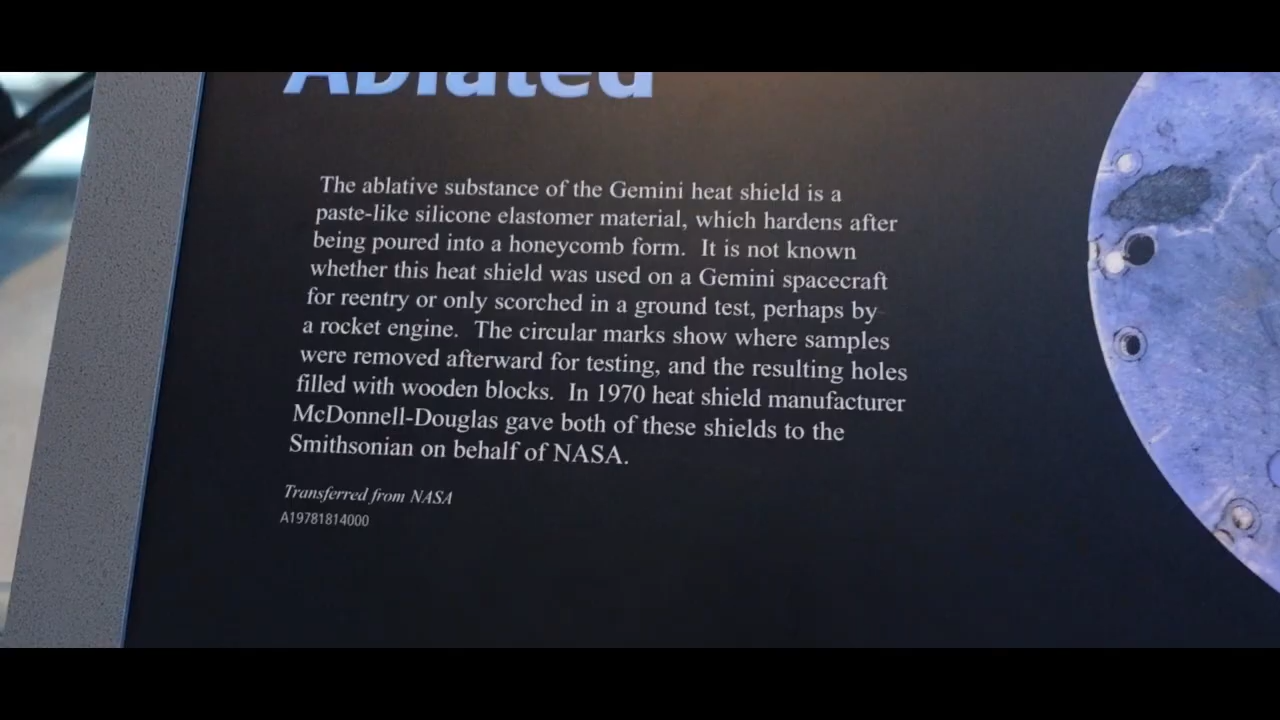 Ablated
The ablative substance of the Gemini heat shield is a
paste-like silicone elastomer material, which hardens after
being poured into a honeycomb form.  It is not known
whether this heat shield was used on a Gemini spacecraft
for reentry or only scorched in a ground test, perhaps by
a rocket engine.  The circular marks show where samples
were removed afterward for testing, and the resulting holes
filled with wooden blocks.  In 1970 heat shield manufacturer
McDonnell-Douglas gave both of these shields to the
Smithsonian on behalf of NASA.
Transferred from NASA
A19781814000